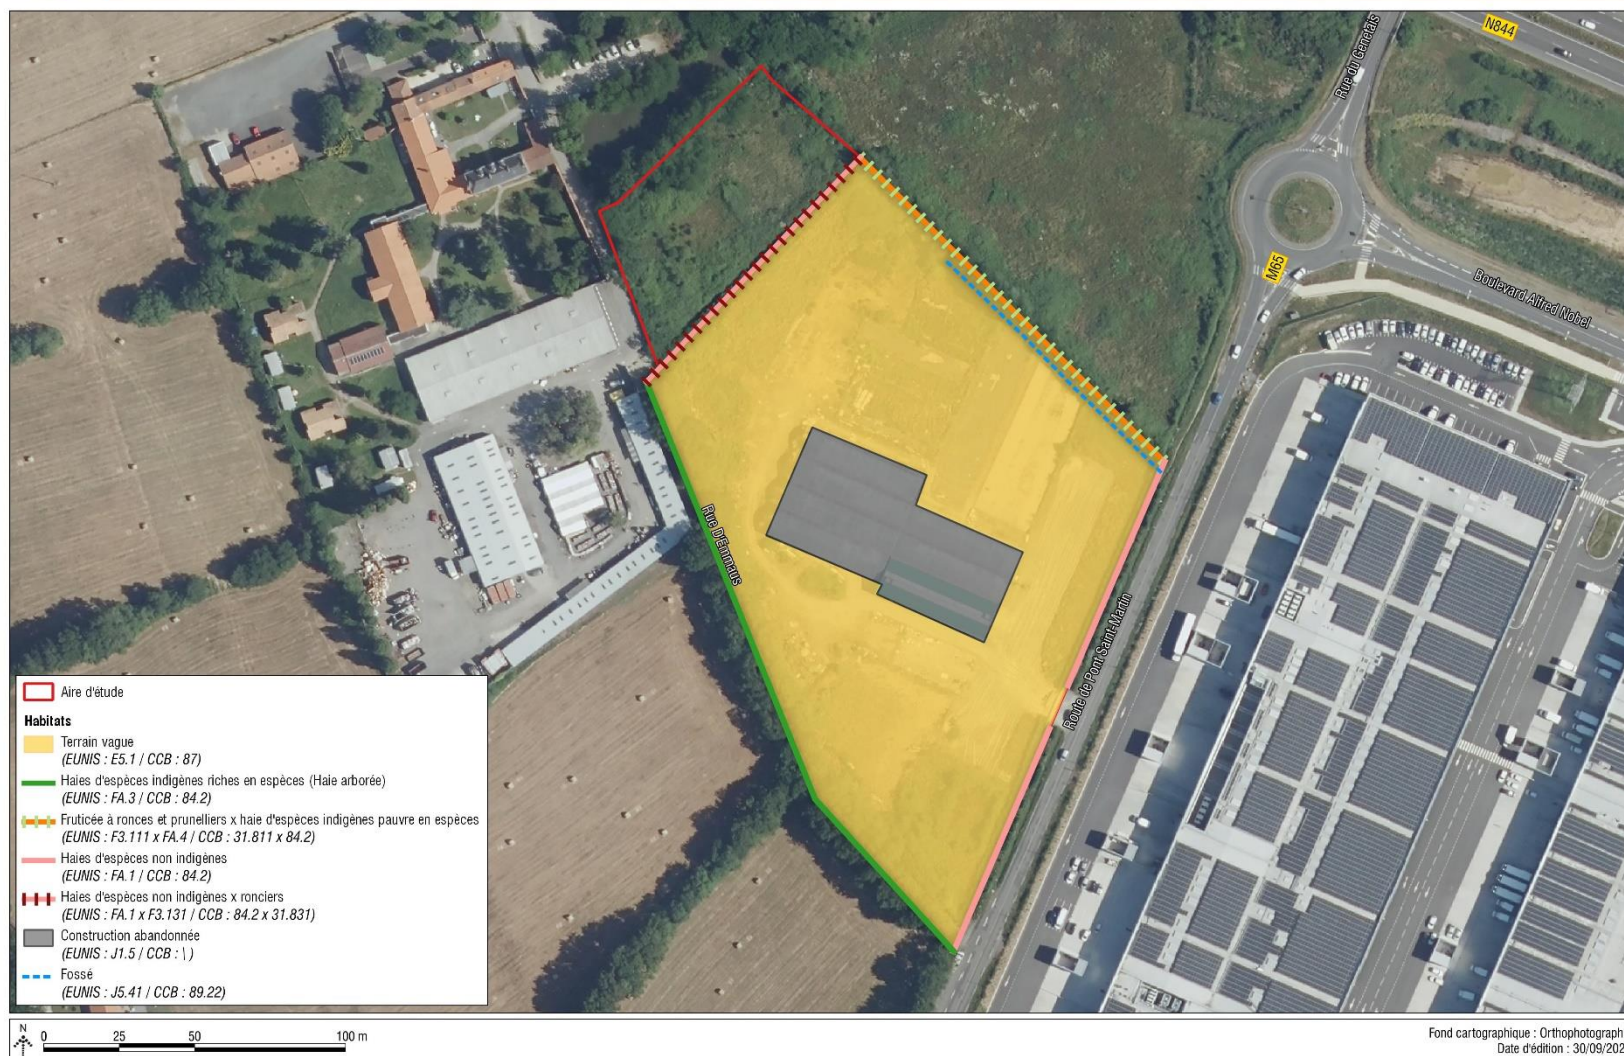 N844
Rue du Genetais
M65
Boulevard Alfred Nobel
Rue D'Emmaus
Route de Pont Saint-Martin
Aire d'étude
Habitats
Terrain vague
(EUNIS : E5.1 / CCB : 87)
Haies d'espèces indigènes riches en espèces (Haie arborée)
(EUNIS : FA.3 / CCB : 84.2)
Fruticée à ronces et prunelliers x haie d'espèces indigènes pauvre en espèces
(EUNIS : F3.111 x FA.4 / CCB : 31.811 x 84.2)
Haies d'espèces non indigènes
(EUNIS : FA.1 / CCB : 84.2)
Haies d'espèces non indigènes x ronciers
(EUNIS : FA.1 x F3.131 / CCB : 84.2 x 31.831)
Construction abandonnée
(EUNIS : J1.5 / CCB : \ )
Fossé
(EUNIS : J5.41 / CCB : 89.22)
N
0 25 50 100 m
Fond cartographique : Orthophotograph
Date d'édition : 30/09/202